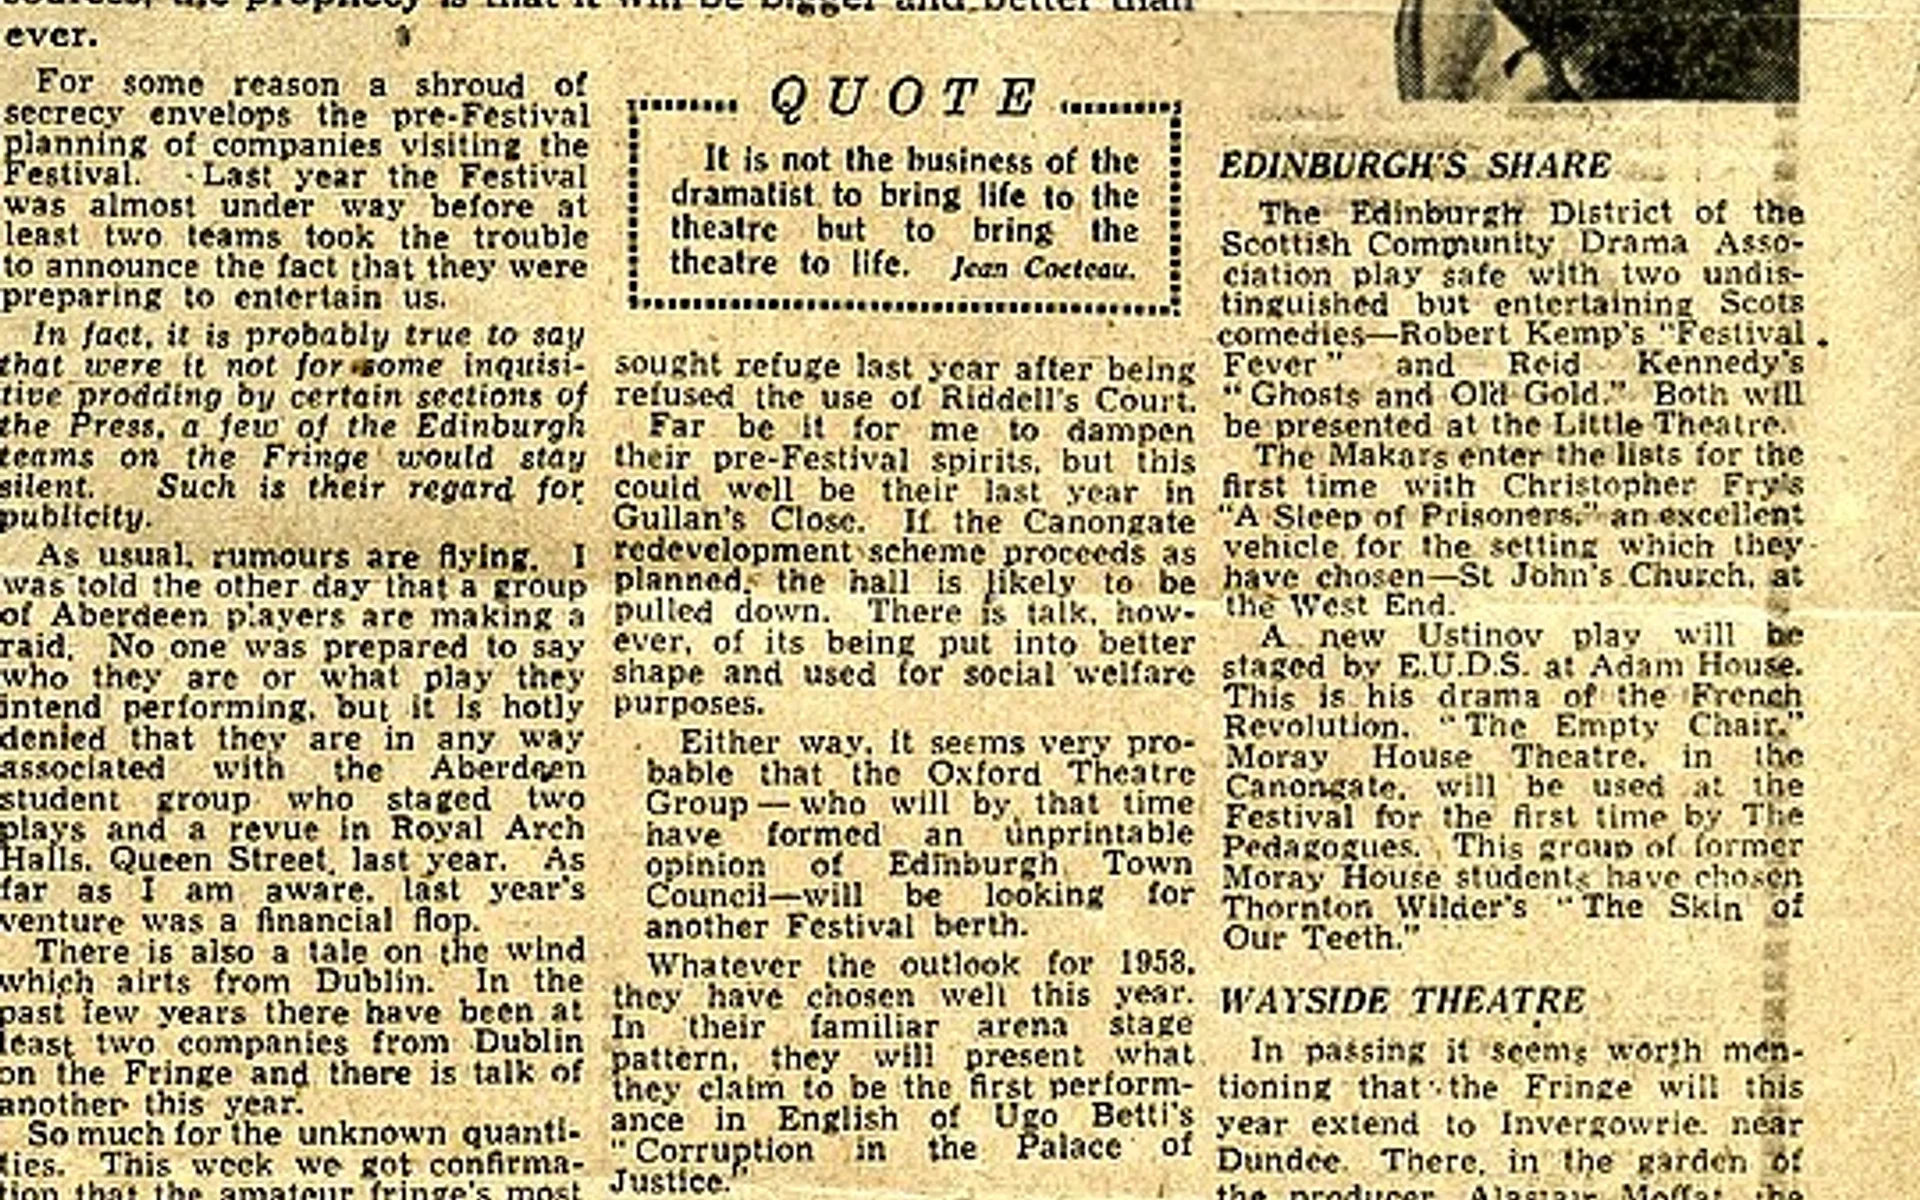 sources, the prophecy is that it will be bigger and better than
ever.
For some reason a shroud of
secrecy envelops the pre-Festival
planning of companies visiting the
Festival. Last year the Festival
was almost under way before at
least two teams took the trouble
to announce the fact that they were
preparing to entertain us.
In fact, it is probably true to say
that were it not for some inquisi-
tive prodding by certain sections of
the Press, a few of the Edinburgh
teams on the Fringe would stay
silent. Such is their regard for
publicity.
As usual, rumours are flying. I
was told the other day that a group
of Aberdeen players are making a
raid. No one was prepared to say
who they are or what play they
intend performing, but it is hotly
denied that they are in any way
associated with the Aberdeen
student group who staged two
plays and a revue in Royal Arch
Halls, Queen Street, last year. As
far as I am aware, last year's
venture was a financial flop.
There is also a tale on the wind
which airts from Dublin. In the
past few years there have been at
least two companies from Dublin
on the Fringe and there is talk of
another this year.
So much for the unknown quanti-
ties. This week we got confirma-
tion that the amateur fringe's most
QUOTE
It is not the business of the
dramatist to bring life to the
theatre but to bring the
theatre to life. Jean Cocteau.
sought refuge last year after being
refused the use of Riddell's Court.
Far be it for me to dampen
their pre-Festival spirits, but this
could well be their last year in
Gullan's Close. If the Canongate
redevelopment scheme proceeds as
planned, the hall is likely to be
pulled down. There is talk, how-
ever, of its being put into better
shape and used for social welfare
purposes.
Either way, it seems very pro-
bable that the Oxford Theatre
Group—who will by that time
have formed an unprintable
opinion of Edinburgh Town
Council—will be looking for
another Festival berth.
Whatever the outlook for 1958,
they have chosen well this year.
In their familiar arena stage
pattern, they will present what
they claim to be the first perform-
ance in English of Ugo Betti's
"Corruption in the Palace of
Justice."
EDINBURGH'S SHARE
The Edinburgh District of the
Scottish Community Drama Asso-
ciation play safe with two undis-
tinguished but entertaining Scots
comedies—Robert Kemp's "Festival
Fever" and Reid Kennedy's
"Ghosts and Old Gold." Both will
be presented at the Little Theatre.
The Makars enter the lists for the
first time with Christopher Fry's
"A Sleep of Prisoners," an excellent
vehicle for the setting which they
have chosen—St John's Church, at
the West End.
A new Ustinov play will be
staged by E.U.D.S. at Adam House.
This is his drama of the French
Revolution, "The Empty Chair."
Moray House Theatre, in the
Canongate, will be used at the
Festival for the first time by The
Pedagogues. This group of former
Moray House students have chosen
Thornton Wilder's "The Skin of
Our Teeth."
WAYSIDE THEATRE
In passing it seems worth men-
tioning that the Fringe will this
year extend to Invergowrie, near
Dundee. There, in the garden of
the producer, Alastair Moffat, the